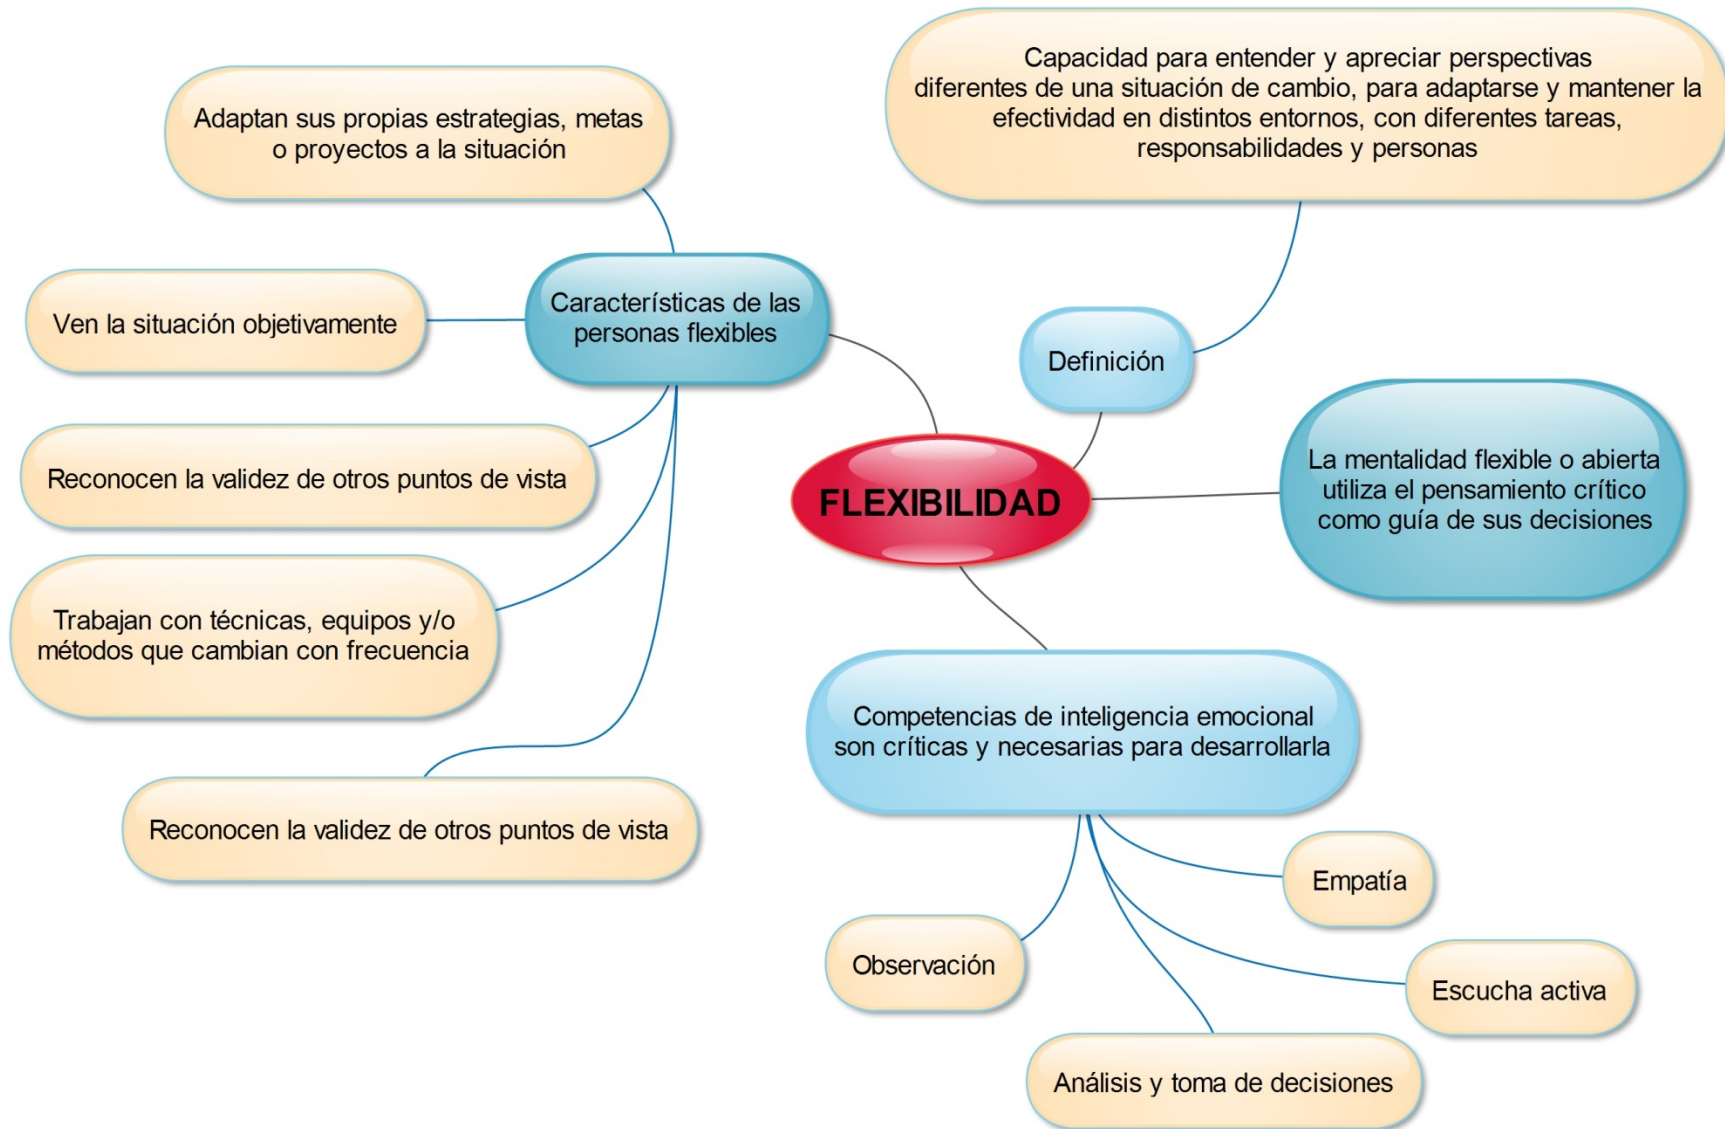 Capacidad para entender y apreciar perspectivas
diferentes de una situación de cambio, para adaptarse y mantener la
efectividad en distintos entornos, con diferentes tareas,
responsabilidades y personas
Adaptan sus propias estrategias, metas
o proyectos a la situación
Características de las
personas flexibles
Ven la situación objetivamente
Definición
Reconocen la validez de otros puntos de vista
FLEXIBILIDAD
La mentalidad flexible o abierta
utiliza el pensamiento crítico
como guía de sus decisiones
Trabajan con técnicas, equipos y/o
métodos que cambian con frecuencia
Competencias de inteligencia emocional
son críticas y necesarias para desarrollarla
Reconocen la validez de otros puntos de vista
Empatía
Observación
Escucha activa
Análisis y toma de decisiones